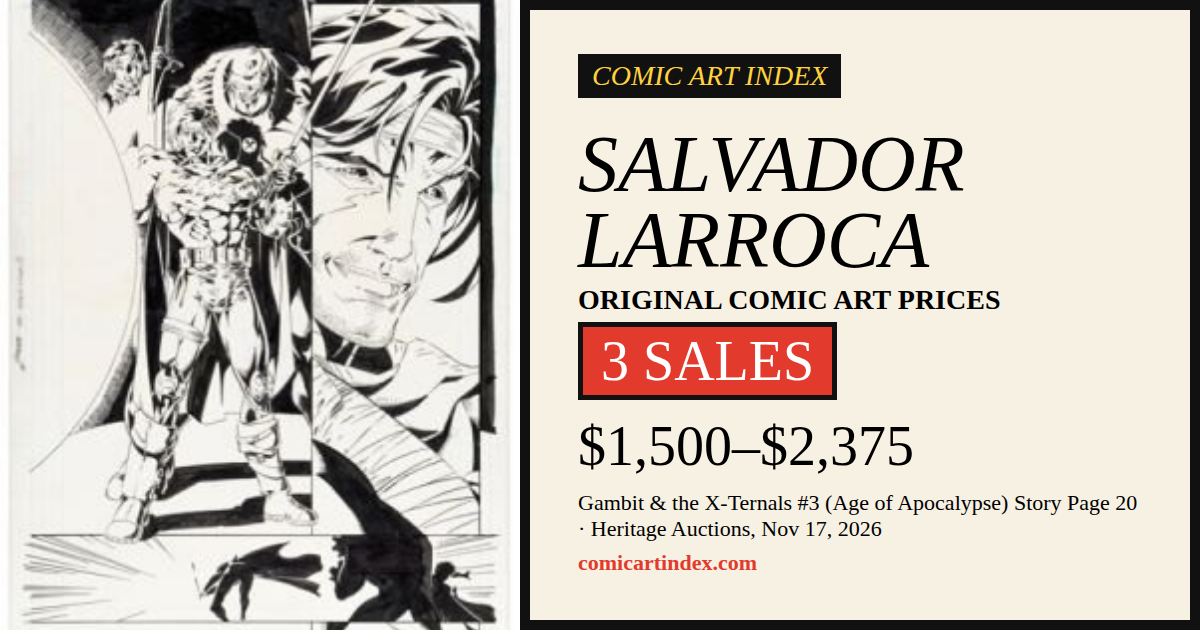 COMIC ART INDEX
SALVADOR
LARROCA
ORIGINAL COMIC ART PRICES
3 SALES
$1,500–$2,375
Gambit & the X-Ternals #3 (Age of Apocalypse) Story Page 20
· Heritage Auctions, Nov 17, 2026
comicartindex.com